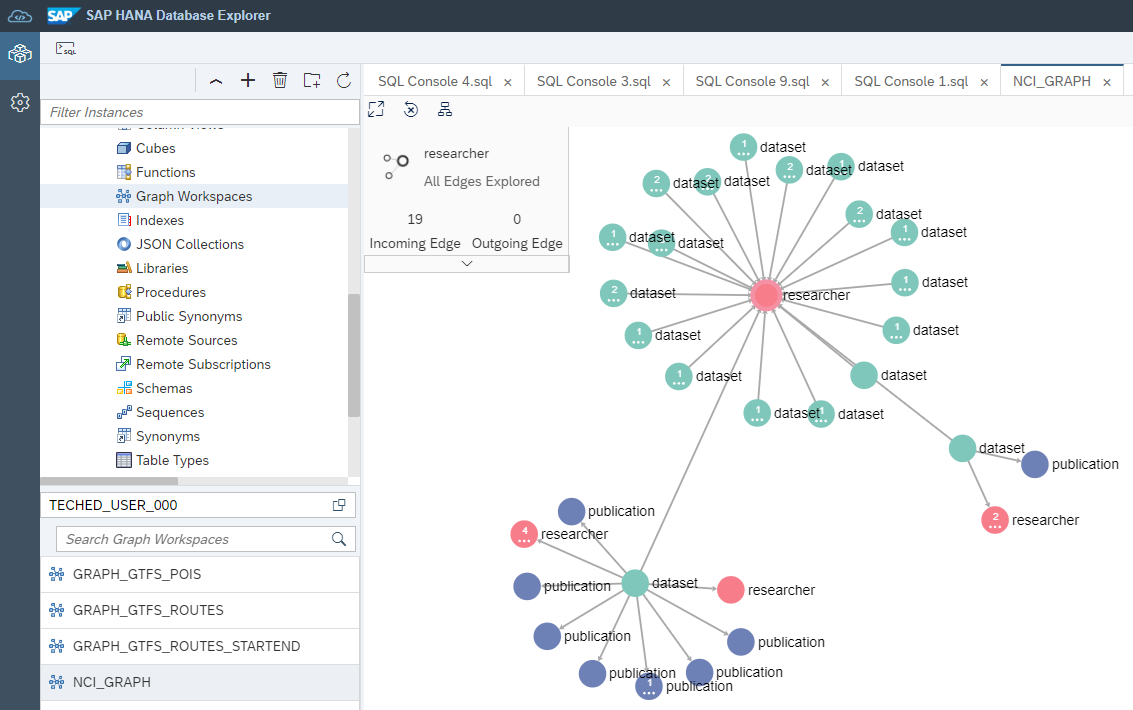 SAP SAP HANA Database Explorer
SQL
SQL Console 4.sql × SQL Console 3.sql × SQL Console 9.sql × SQL Console 1.sql × NCI_GRAPH ×
Filter Instances
Column Views
Cubes
Functions
Graph Workspaces
Indexes
JSON Collections
Libraries
Procedures
Public Synonyms
Remote Sources
Remote Subscriptions
Schemas
Sequences
Synonyms
Table Types
TECHED_USER_000
Search Graph Workspaces
GRAPH_GTFS_POIS
GRAPH_GTFS_ROUTES
GRAPH_GTFS_ROUTES_STARTEND
NCI_GRAPH
researcher
All Edges Explored
19 0
Incoming Edge Outgoing Edge
1 dataset
2 dataset
1 dataset
2 dataset
dataset
2 dataset
1 dataset
1 dataset
dataset
1 dataset
2 dataset
researcher
1 dataset
1 dataset
1 dataset
dataset
1 dataset
1 dataset
dataset
publication
2 researcher
publication
4 researcher
publication
dataset
researcher
publication
publication
publication
publication
1 publication